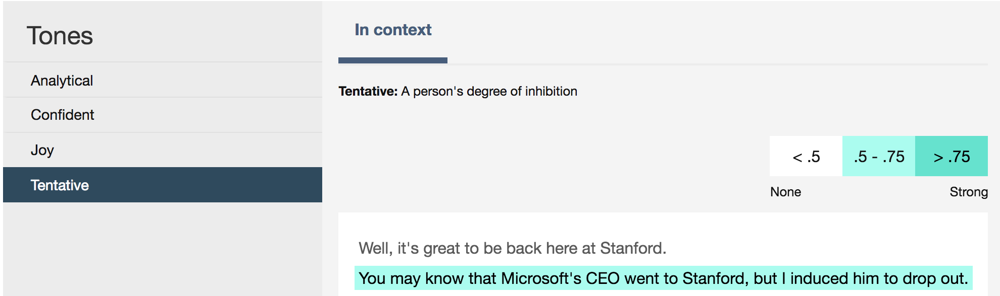 Tones
Analytical
Confident
Joy
Tentative
In context
Tentative: A person's degree of inhibition
< .5
.5 - .75
> .75
None
Strong
Well, it's great to be back here at Stanford.
You may know that Microsoft's CEO went to Stanford, but I induced him to drop out.